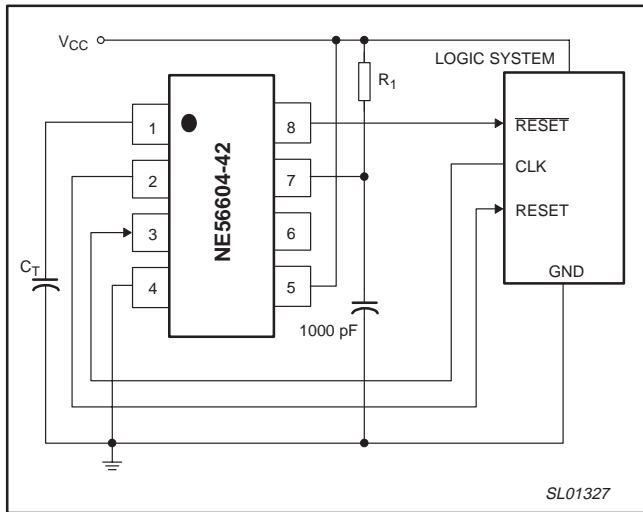 VCC
LOGIC SYSTEM
R1
NE56604-42
1
2
3
4
8
7
6
5
RESET
CLK
RESET
GND
CT
1000 pF
SL01327